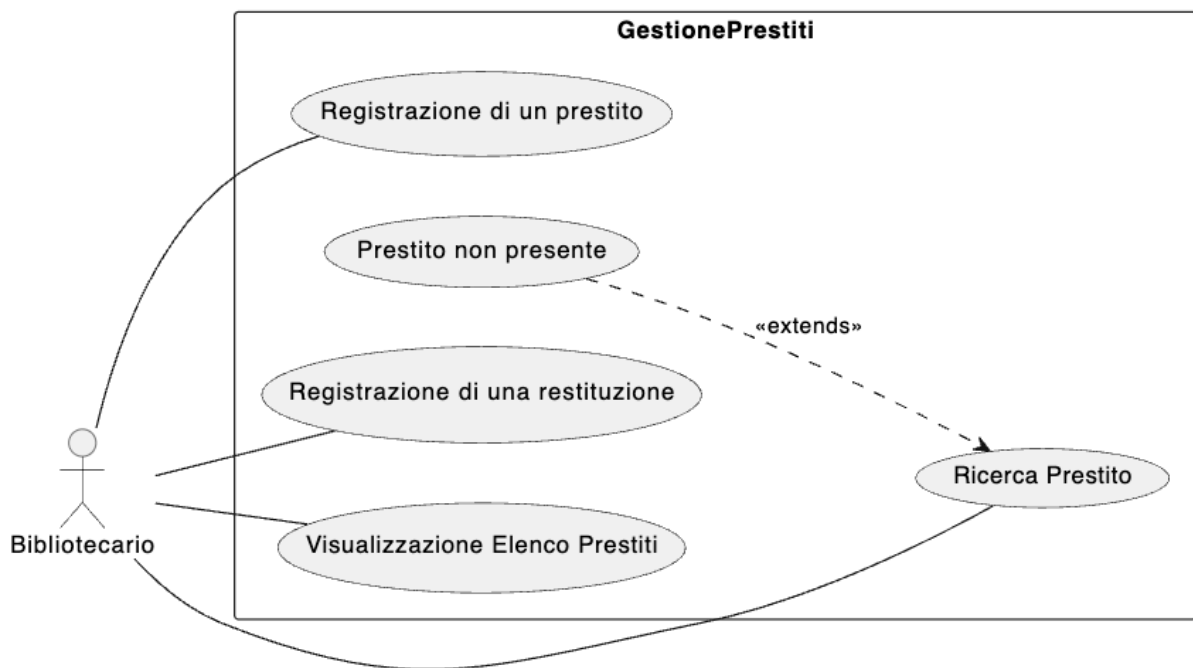 GestionePrestiti
Registrazione di un prestito
Prestito non presente
«extends»
Registrazione di una restituzione
Ricerca Prestito
Bibliotecario
Visualizzazione Elenco Prestiti